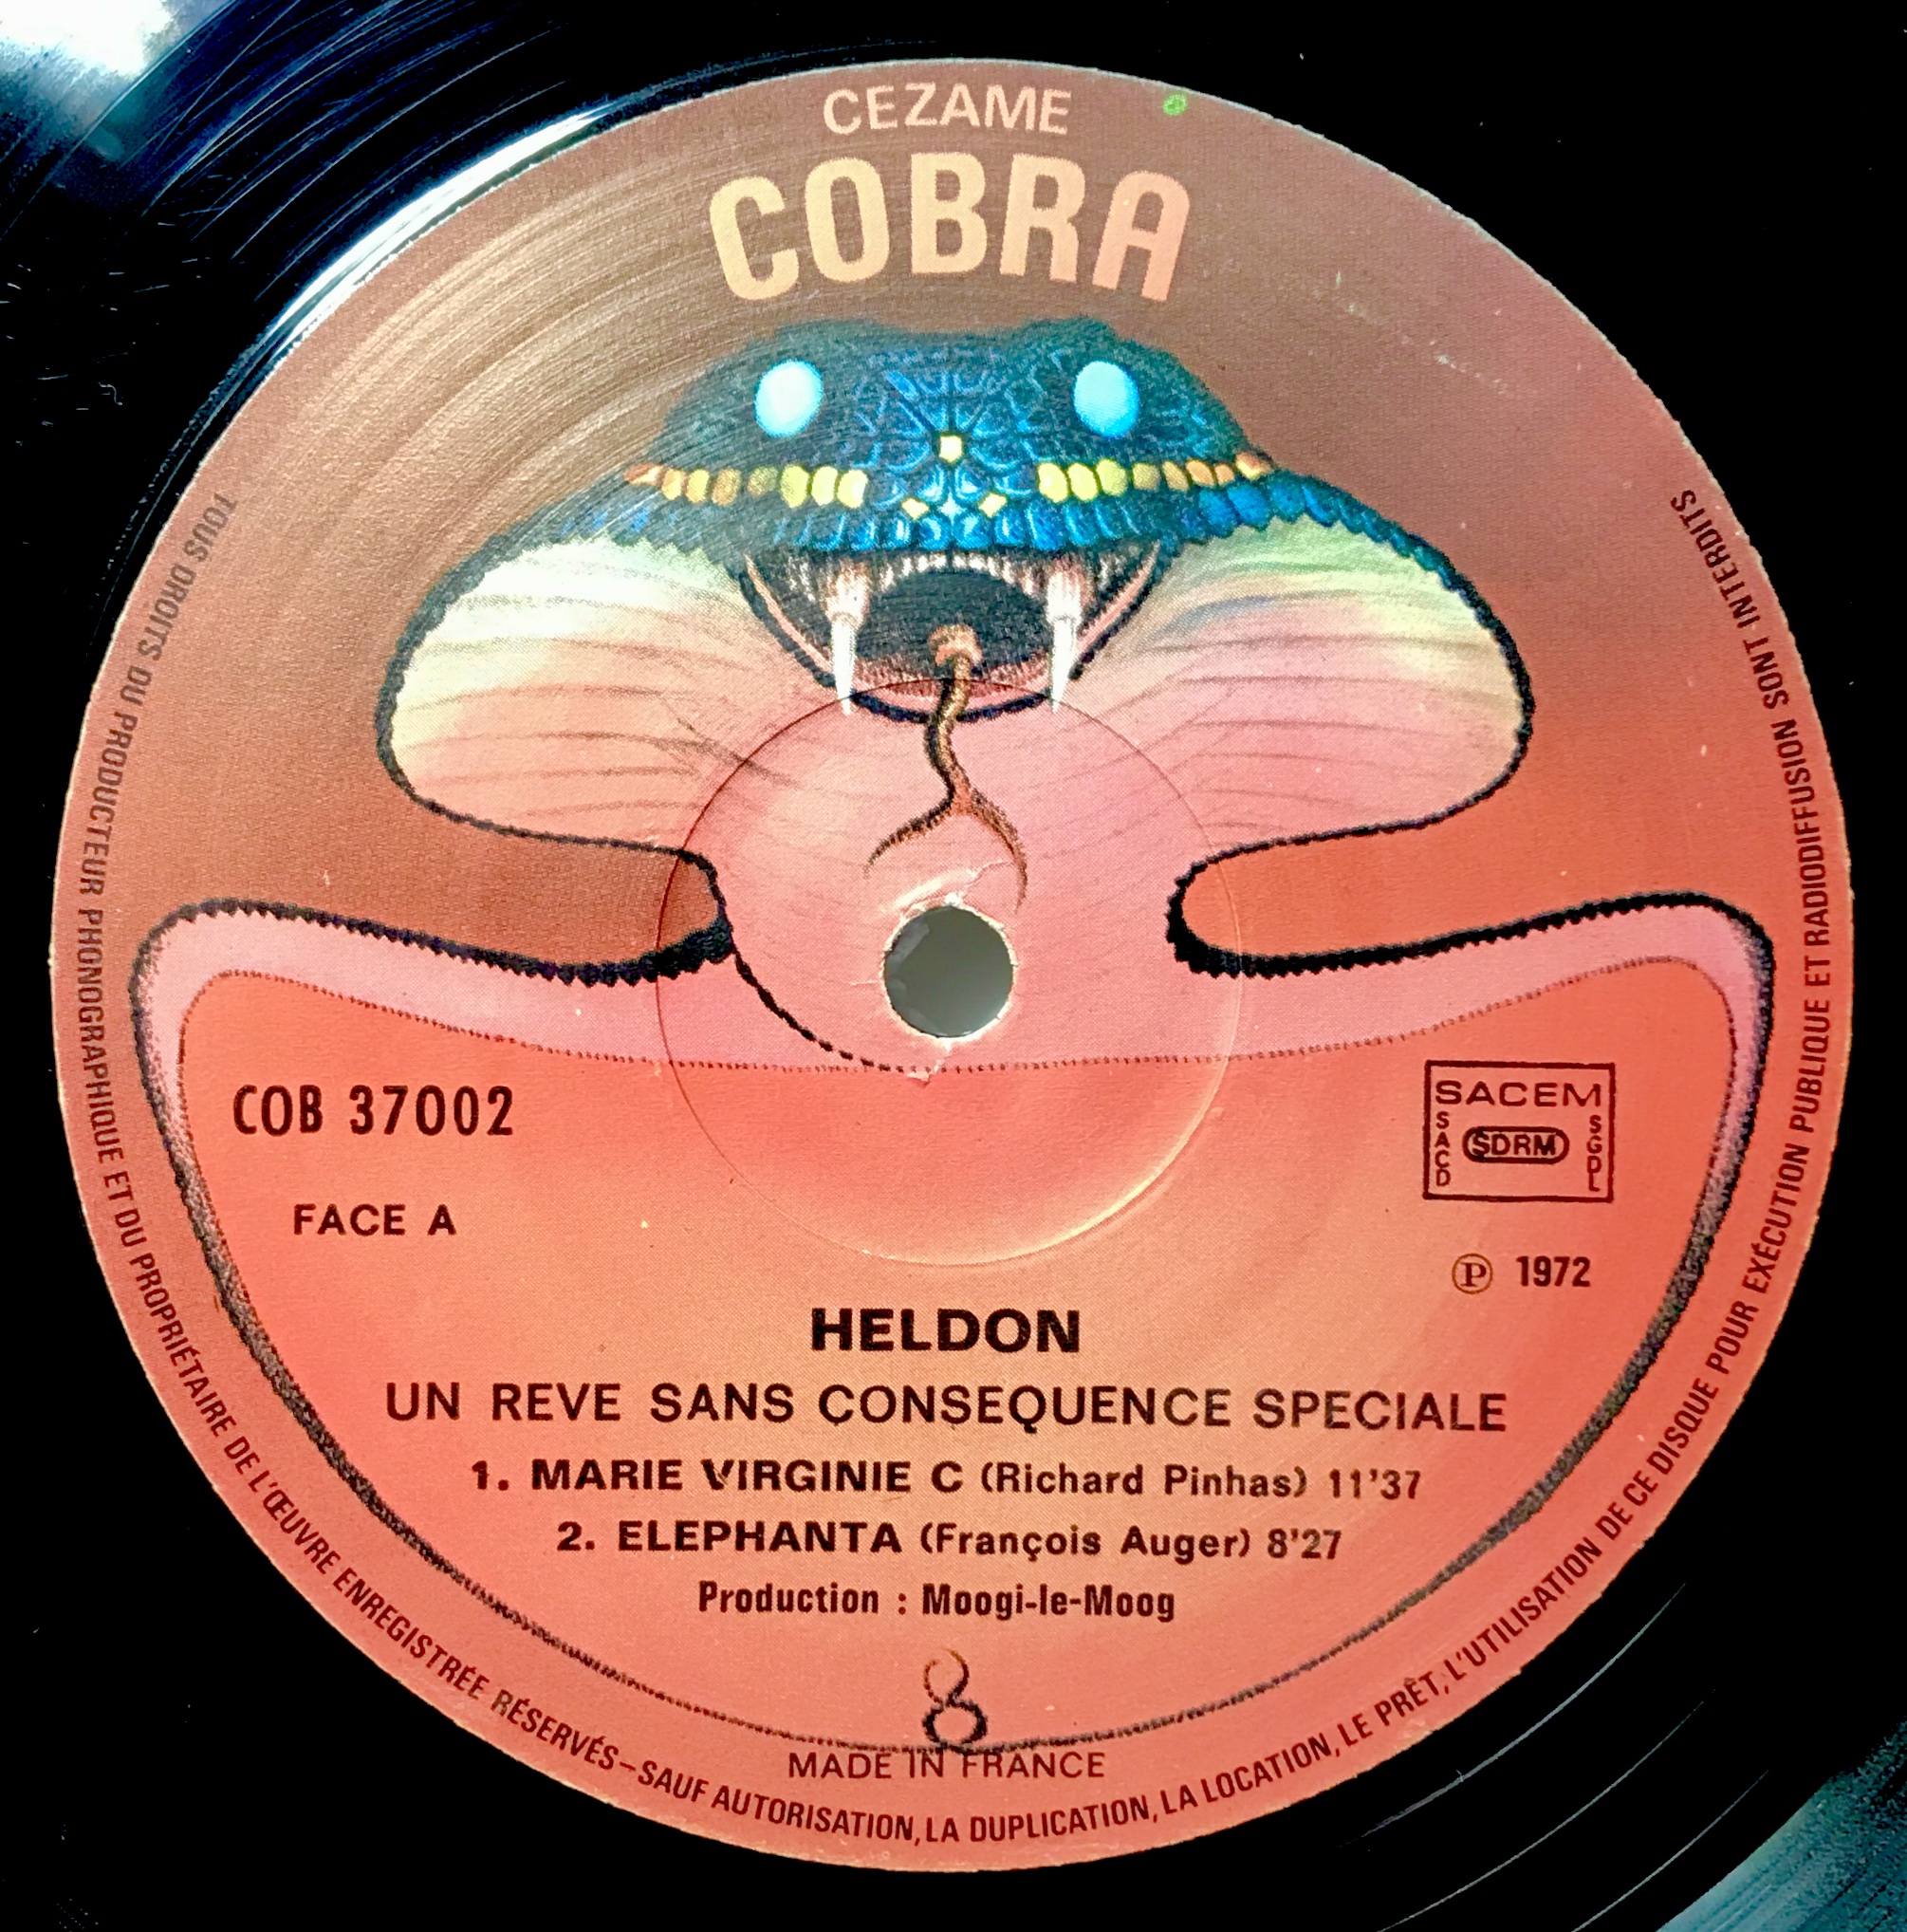 CEZAME
COBRA
COB 37002
FACE A
SACEM
SACD
SDRM
SGDL
Ⓟ 1972
HELDON
UN REVE SANS CONSEQUENCE SPECIALE
1. MARIE VIRGINIE C (Richard Pinhas) 11'37
2. ELEPHANTA (François Auger) 8'27
Production : Moogi-le-Moog
MADE IN FRANCE
TOUS DROITS DU PRODUCTEUR PHONOGRAPHIQUE ET DU PROPRIÉTAIRE DE L'ŒUVRE ENREGISTRÉE RÉSERVÉS–SAUF AUTORISATION, LA DUPLICATION, LA LOCATION, LE PRÊT, L'UTILISATION DE CE DISQUE POUR EXÉCUTION PUBLIQUE ET RADIODIFFUSION SONT INTERDITS